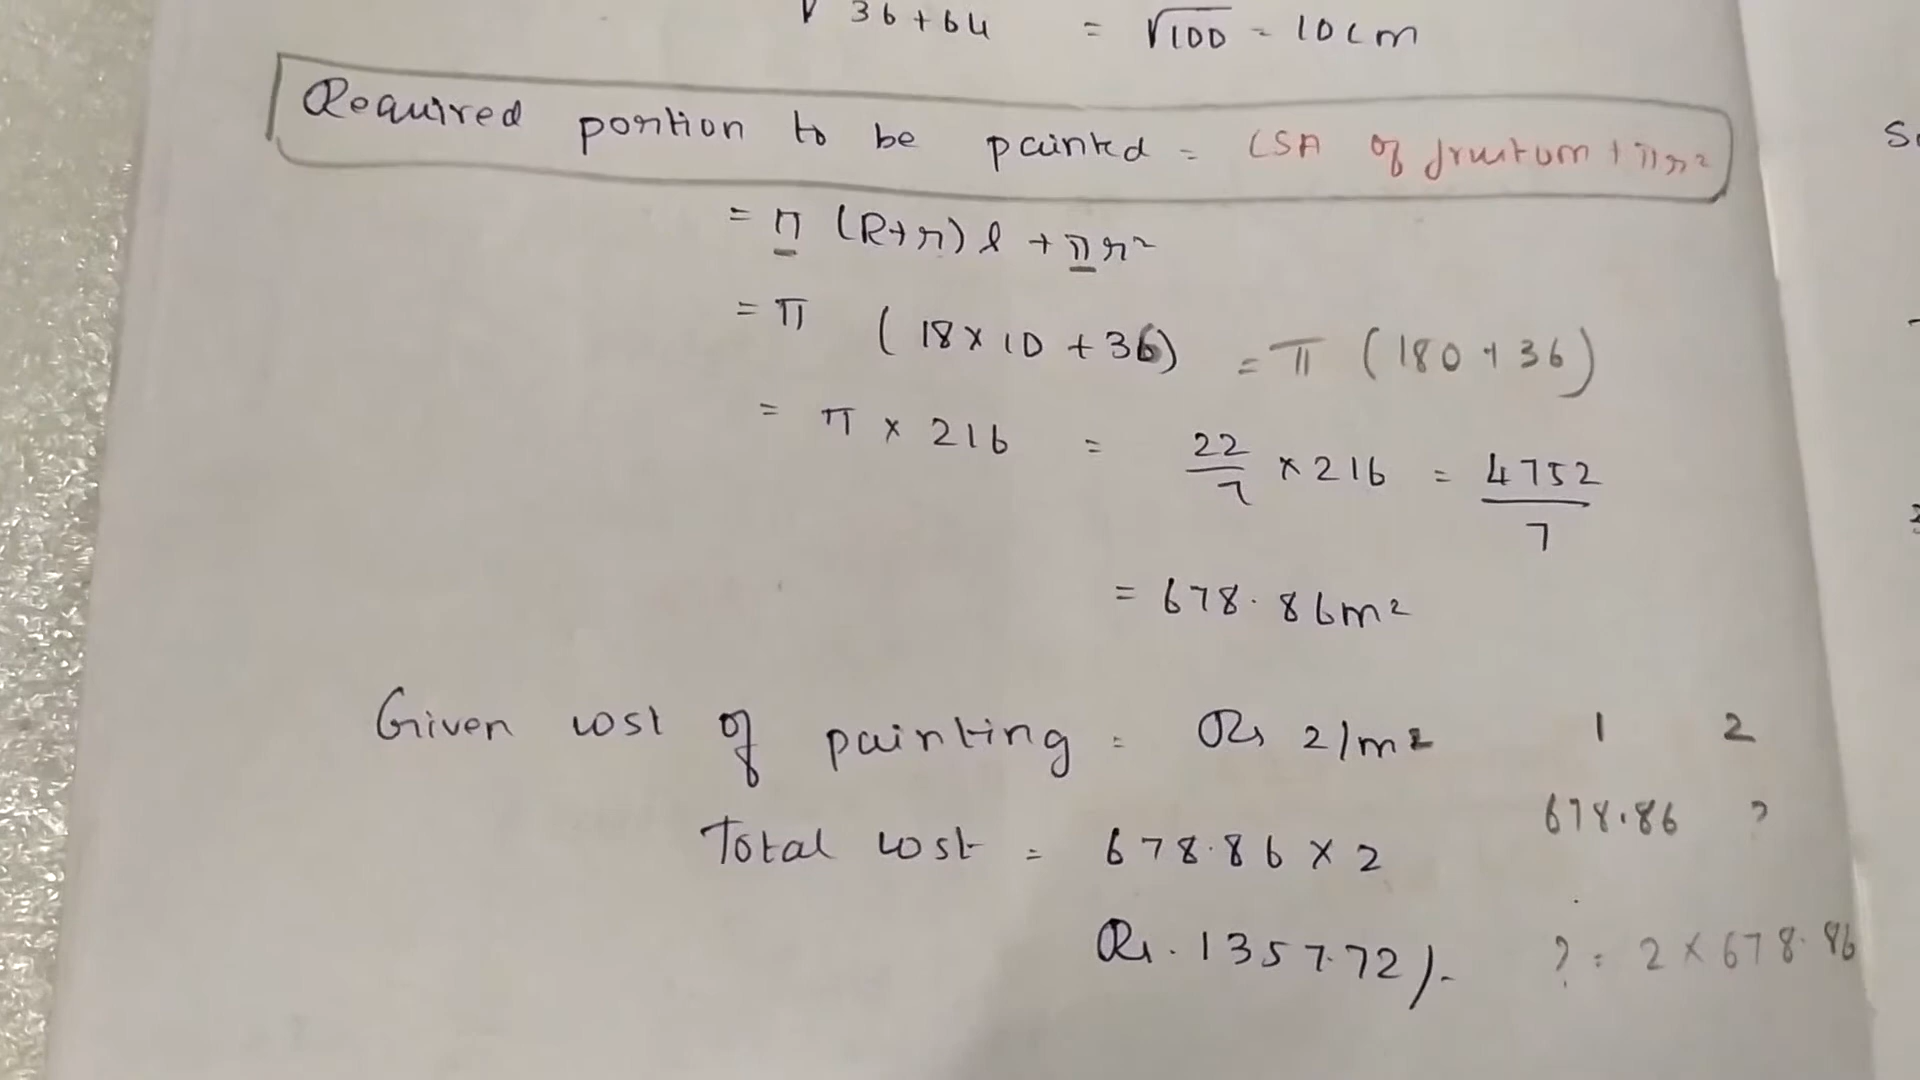 √36+64 = √100 = 10cm
Required portion to be painted = CSA of frustum + πr²
= π (R+r) l + πr²
= π (18×10+36) = π (180+36)
= π × 216 = 22/7 × 216 = 4752/7
= 678.86m²
Given cost of painting = Rs 2/m² 1 2
678.86 ?
Total cost = 678.86 × 2
Rs. 1357.72/- ? = 2 × 678.86